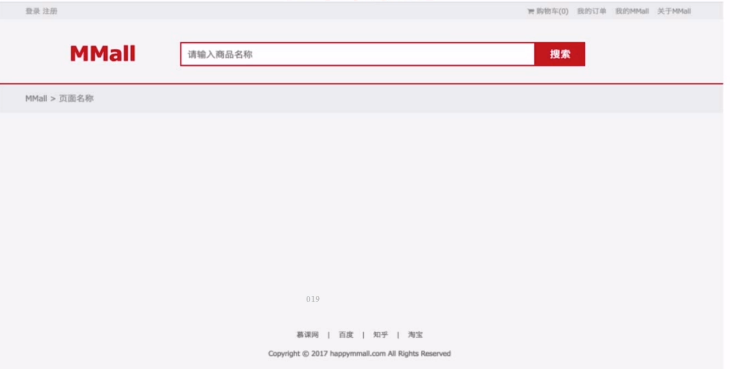 登录 注册 购物车(0) 我的订单 我的MMall 关于MMall
MMall 请输入商品名称 搜索
MMall > 页面名称
019
慕课网 | 百度 | 知乎 | 淘宝
Copyright © 2017 happymmall.com All Rights Reserved